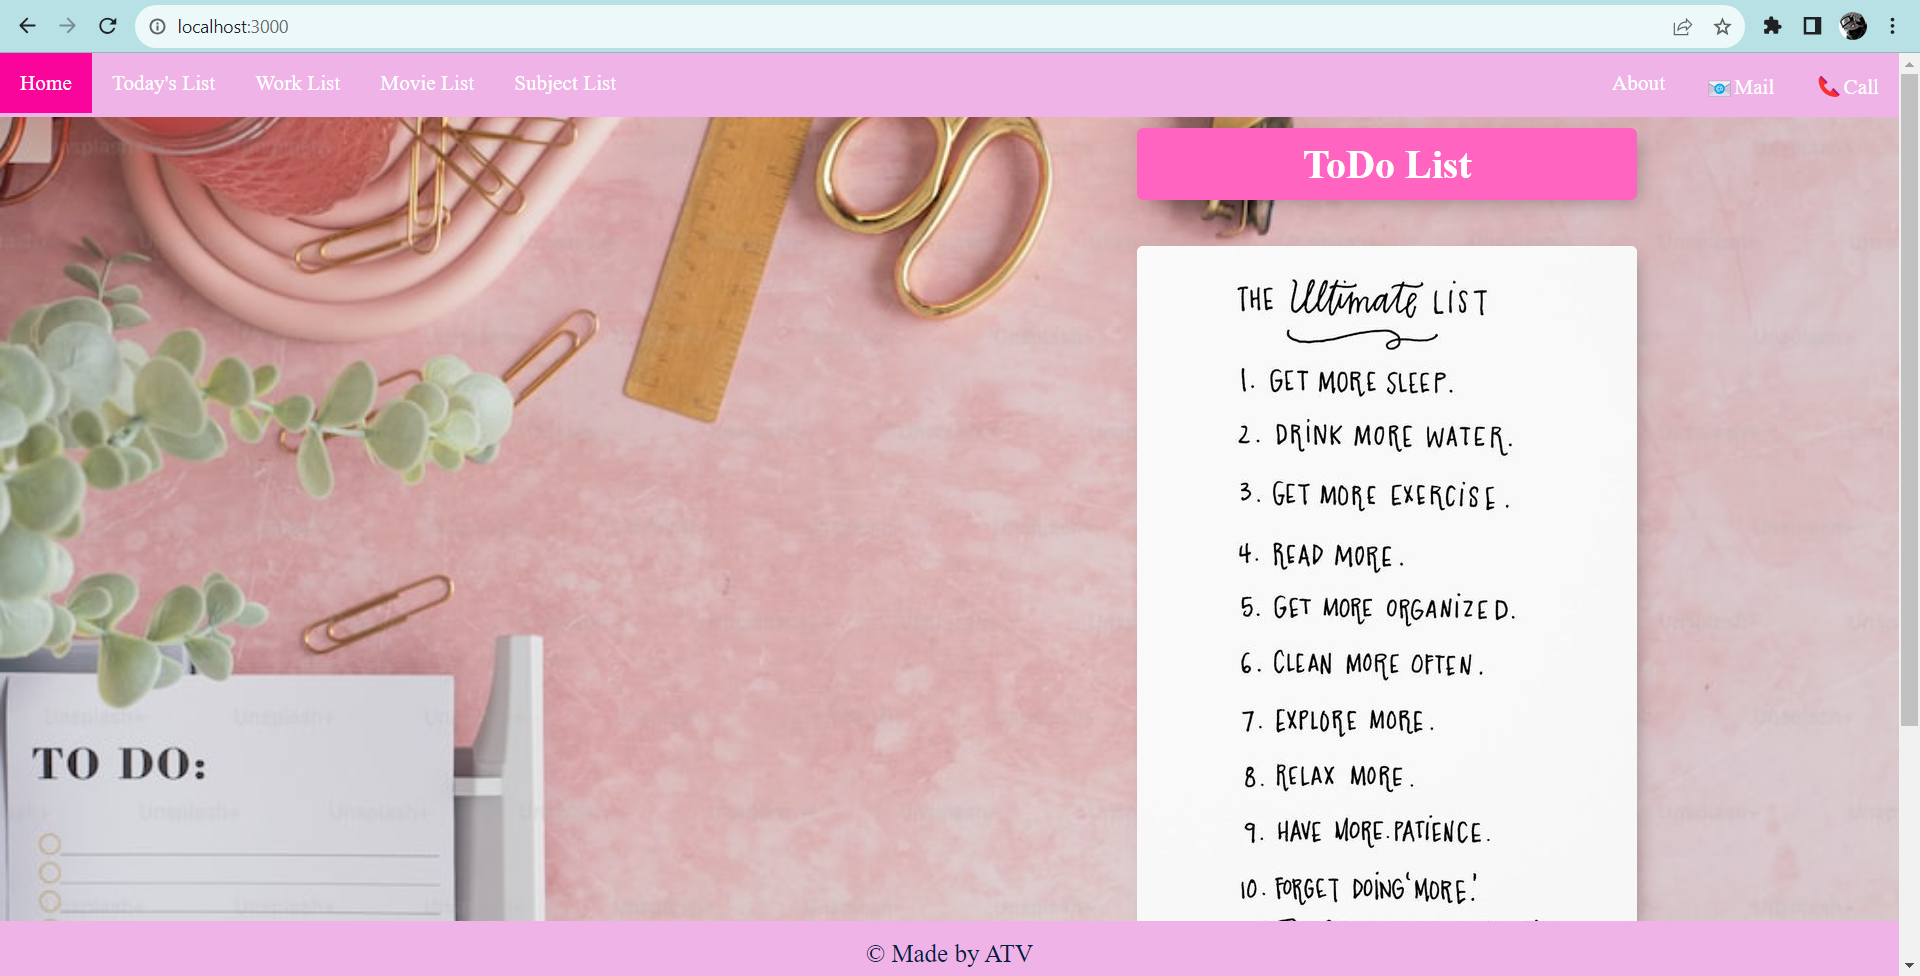 localhost:3000
Home Today's List Work List Movie List Subject List About Mail Call
ToDo List
THE Ultimate LIST
1. GET MORE SLEEP.
2. DRINK MORE WATER.
3. GET MORE EXERCISE.
4. READ MORE.
5. GET MORE ORGANIZED.
6. CLEAN MORE OFTEN.
7. EXPLORE MORE.
8. RELAX MORE.
9. HAVE MORE.PATIENCE.
10. FORGET DOING 'MORE.'
TO DO:
Unsplash+
© Made by ATV